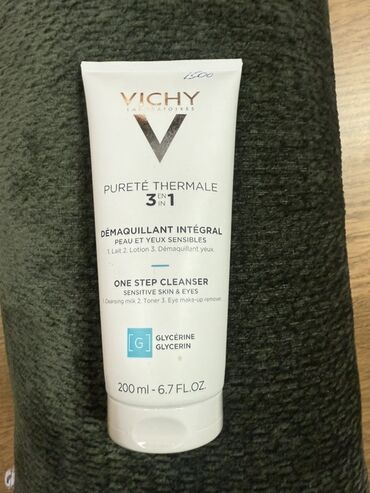 1500
VICHY
LABORATOIRES
PURETÉ THERMALE
3 EN IN 1
DÉMAQUILLANT INTÉGRAL
PEAU ET YEUX SENSIBLES
1. Lait 2. Lotion 3. Démaquillant yeux
ONE STEP CLEANSER
SENSITIVE SKIN & EYES
1. Cleansing milk 2. Toner 3. Eye make-up remover
[G] GLYCÉRINE
GLYCERIN
200 ml - 6.7 FL.OZ.